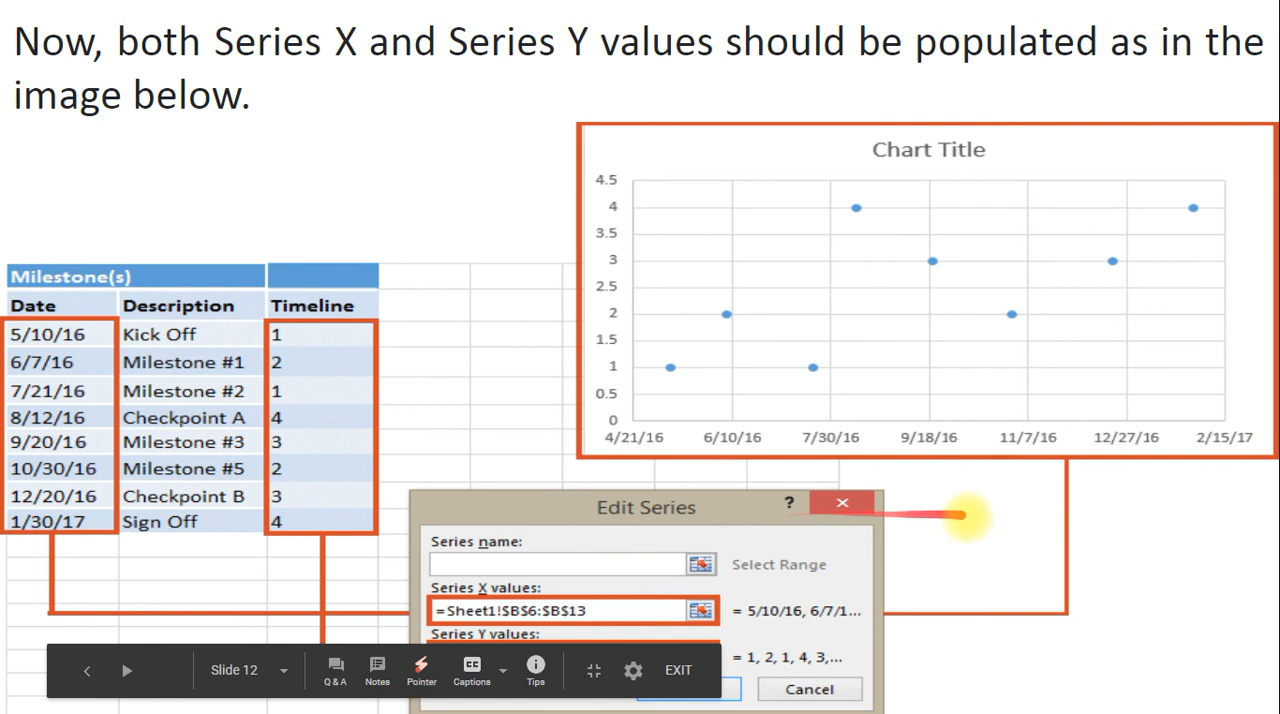 Now, both Series X and Series Y values should be populated as in the
image below.
Chart Title
4.5
4
3.5
3
2.5
2
1.5
1
0.5
0
4/21/16 6/10/16 7/30/16 9/18/16 11/7/16 12/27/16 2/15/17
Milestone(s)
Date Description Timeline
5/10/16 Kick Off 1
6/7/16 Milestone #1 2
7/21/16 Milestone #2 1
8/12/16 Checkpoint A 4
9/20/16 Milestone #3 3
10/30/16 Milestone #5 2
12/20/16 Checkpoint B 3
1/30/17 Sign Off 4
Edit Series ?
Series name:
Select Range
Series X values:
=Sheet1!$B$6:$B$13 = 5/10/16, 6/7/1...
Series Y values:
= 1, 2, 1, 4, 3,...
Cancel
Slide 12
Q & A Notes Pointer CC Captions Tips EXIT